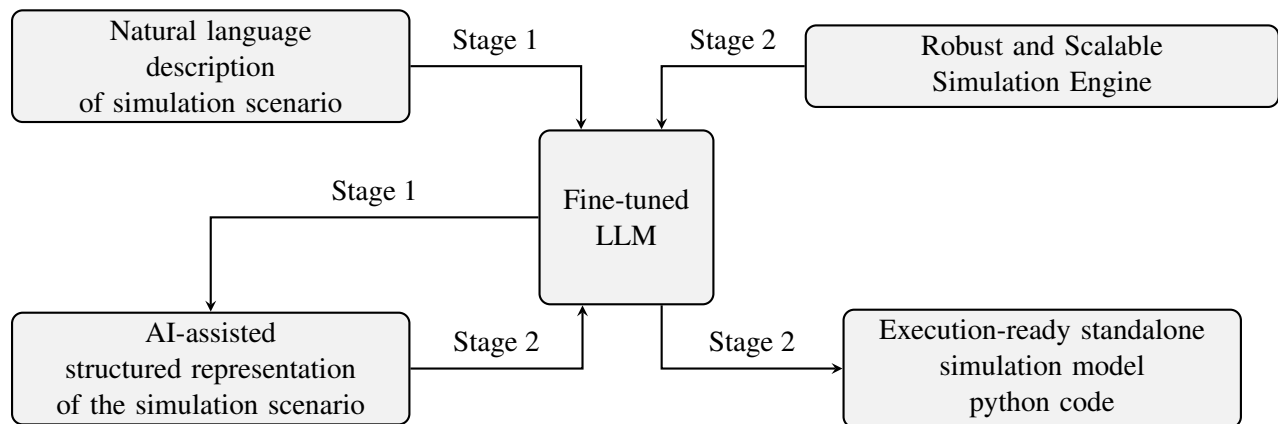 Natural language
description
of simulation scenario
Stage 1
Stage 2
Robust and Scalable
Simulation Engine
Stage 1
Fine-tuned
LLM
AI-assisted
structured representation
of the simulation scenario
Stage 2
Stage 2
Execution-ready standalone
simulation model
python code